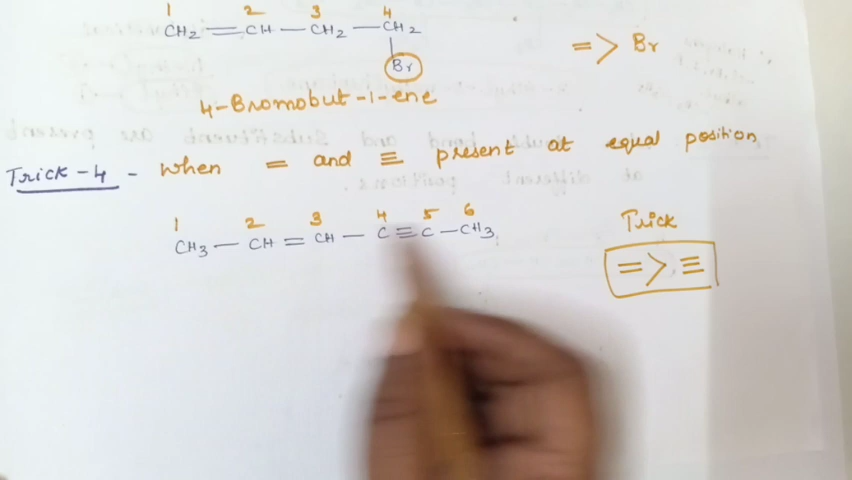 1 2 3 4
CH2 = CH — CH2 — CH2
Br
= > Br
4-Bromobut-1-ene
Trick-4 - when = and ≡ present at equal position
1 2 3 4 5 6
CH3 — CH = CH — C ≡ C — CH3
Trick
= > ≡